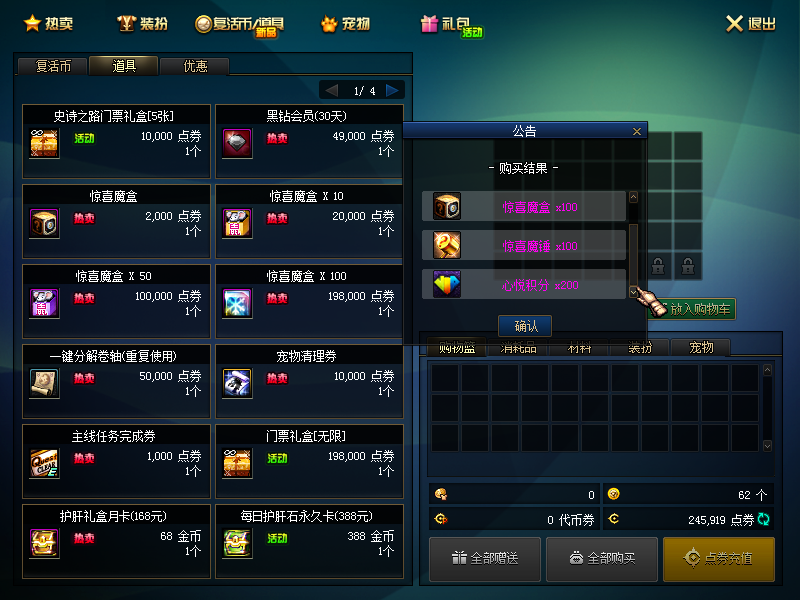 热卖
装扮
复活币/道具
新品
宠物
礼包
活动
退出
复活币
道具
优惠
1/ 4
史诗之路门票礼盒[5张]
活动
10,000 点券
1个
黑钻会员(30天)
热卖
49,000 点券
1个
惊喜魔盒
热卖
2,000 点券
1个
惊喜魔盒 X 10
热卖
20,000 点券
1个
惊喜魔盒 X 50
热卖
100,000 点券
1个
惊喜魔盒 X 100
热卖
198,000 点券
1个
一键分解卷轴(重复使用)
热卖
50,000 点券
1个
宠物清理券
热卖
10,000 点券
1个
主线任务完成券
Quest
CLEAR
热卖
1,000 点券
1个
门票礼盒[无限]
活动
198,000 点券
1个
护肝礼盒月卡(168元)
热卖
68 金币
1个
每日护肝石永久卡(388元)
活动
388 金币
1个
公告
- 购买结果 -
惊喜魔盒 x100
惊喜魔锤 x100
心悦积分 x200
确认
放入购物车
购物篮
消耗品
材料
装扮
宠物
0
62 个
0 代币券
245,919 点券
全部赠送
全部购买
点券充值